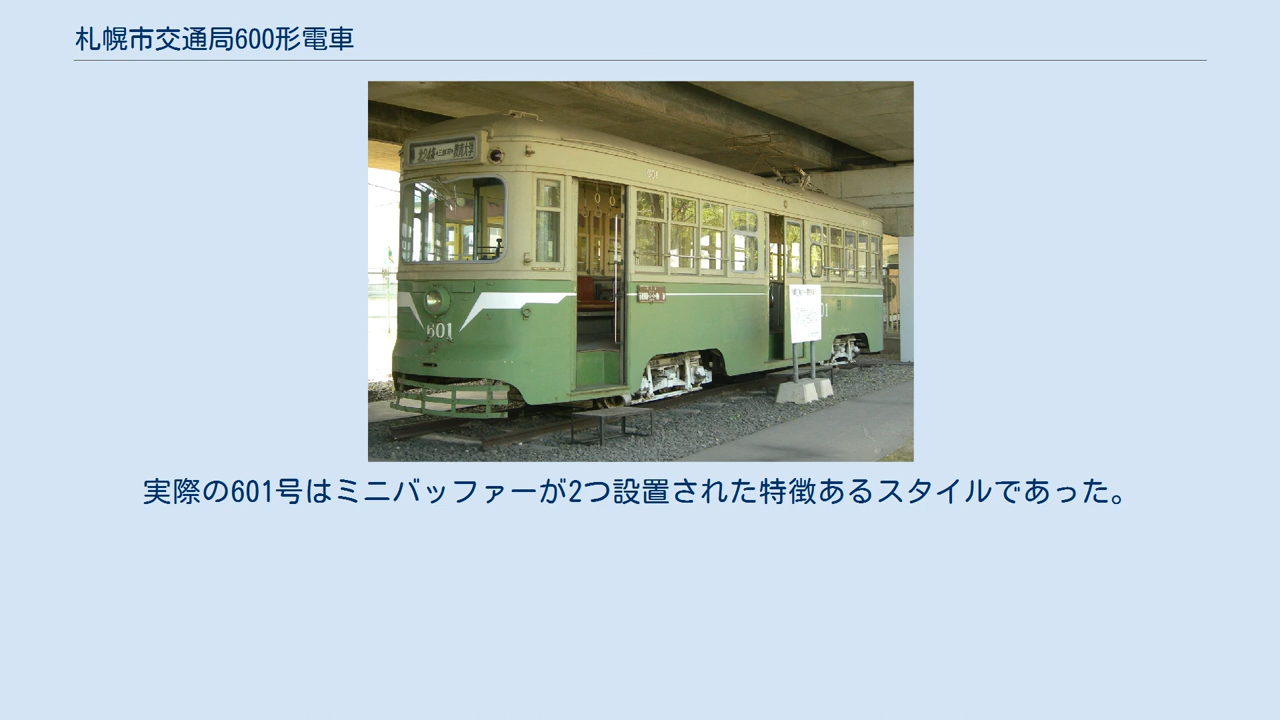 札幌市交通局600形電車
601
実際の601号はミニバッファーが2つ設置された特徴あるスタイルであった。